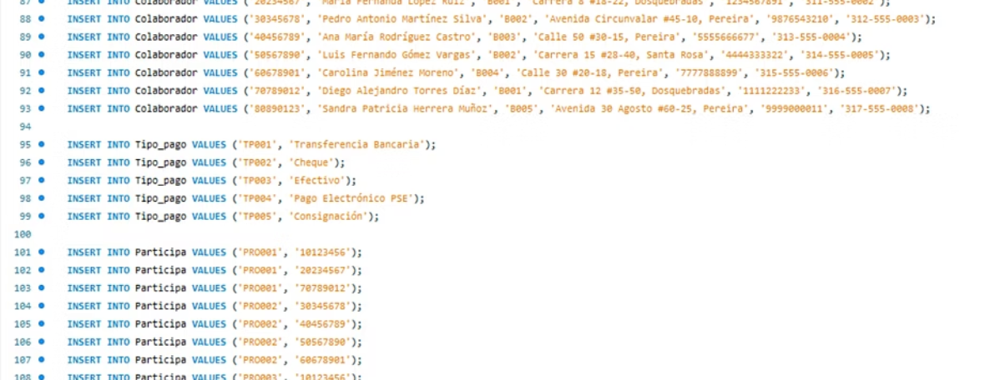 87 INSERT INTO Colaborador VALUES ('20234567', 'María Fernanda López Ruiz', 'B001', 'Carrera 8 #18-22, Dosquebradas', '1234567891', '311-555-0002');
88 INSERT INTO Colaborador VALUES ('30345678', 'Pedro Antonio Martínez Silva', 'B002', 'Avenida Circunvalar #45-10, Pereira', '9876543210', '312-555-0003');
89 INSERT INTO Colaborador VALUES ('40456789', 'Ana María Rodríguez Castro', 'B003', 'Calle 50 #30-15, Pereira', '5555666677', '313-555-0004');
90 INSERT INTO Colaborador VALUES ('50567890', 'Luis Fernando Gómez Vargas', 'B002', 'Carrera 15 #28-40, Santa Rosa', '4444333322', '314-555-0005');
91 INSERT INTO Colaborador VALUES ('60678901', 'Carolina Jiménez Moreno', 'B004', 'Calle 30 #20-18, Pereira', '7777888899', '315-555-0006');
92 INSERT INTO Colaborador VALUES ('70789012', 'Diego Alejandro Torres Díaz', 'B001', 'Carrera 12 #35-50, Dosquebradas', '1111222233', '316-555-0007');
93 INSERT INTO Colaborador VALUES ('80890123', 'Sandra Patricia Herrera Muñoz', 'B005', 'Avenida 30 Agosto #60-25, Pereira', '9999000011', '317-555-0008');
94
95 INSERT INTO Tipo_pago VALUES ('TP001', 'Transferencia Bancaria');
96 INSERT INTO Tipo_pago VALUES ('TP002', 'Cheque');
97 INSERT INTO Tipo_pago VALUES ('TP003', 'Efectivo');
98 INSERT INTO Tipo_pago VALUES ('TP004', 'Pago Electrónico PSE');
99 INSERT INTO Tipo_pago VALUES ('TP005', 'Consignación');
100
101 INSERT INTO Participa VALUES ('PRO001', '10123456');
102 INSERT INTO Participa VALUES ('PRO001', '20234567');
103 INSERT INTO Participa VALUES ('PRO001', '70789012');
104 INSERT INTO Participa VALUES ('PRO002', '30345678');
105 INSERT INTO Participa VALUES ('PRO002', '40456789');
106 INSERT INTO Participa VALUES ('PRO002', '50567890');
107 INSERT INTO Participa VALUES ('PRO002', '60678901');
108 INSERT INTO Participa VALUES ('PRO003', '10123456');